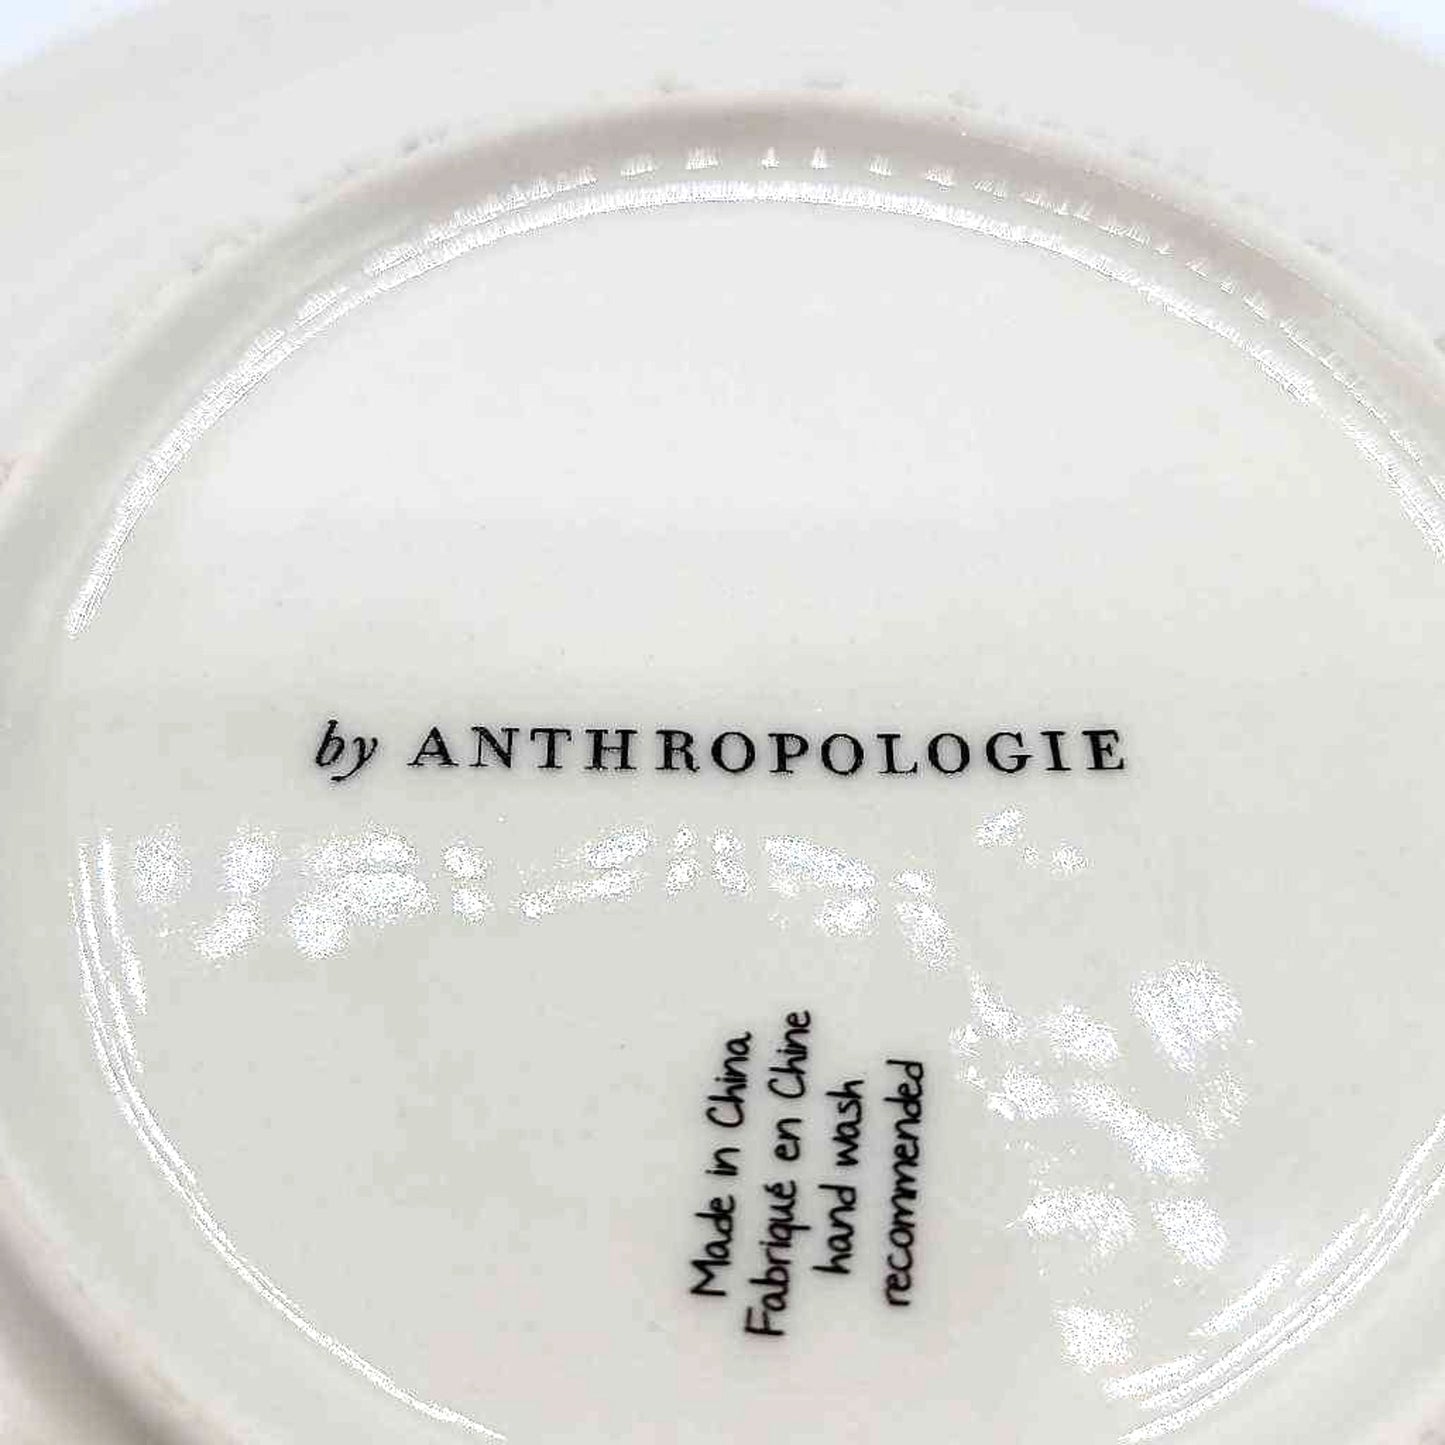 by ANTHROPOLOGIE
Made in China
Fabriqué en Chine
hand wash
recommended